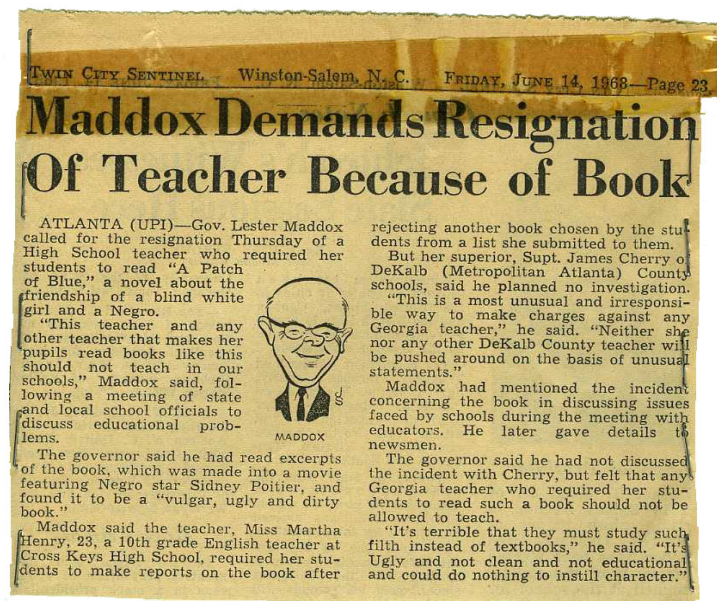 TWIN CITY SENTINEL Winston-Salem, N. C. FRIDAY, JUNE 14, 1968—Page 23
Maddox Demands Resignation
Of Teacher Because of Book
ATLANTA (UPI)—Gov. Lester Maddox
called for the resignation Thursday of a
High School teacher who required her
students to read “A Patch
of Blue,” a novel about the
friendship of a blind white
girl and a Negro.
“This teacher and any
other teacher that makes her
pupils read books like this
should not teach in our
schools,” Maddox said, fol-
lowing a meeting of state
and local school officials to
discuss educational prob-
lems.
MADDOX
The governor said he had read excerpts
of the book, which was made into a movie
featuring Negro star Sidney Poitier, and
found it to be a “vulgar, ugly and dirty
book.”
Maddox said the teacher, Miss Martha
Henry, 23, a 10th grade English teacher at
Cross Keys High School, required her stu-
dents to make reports on the book after
rejecting another book chosen by the stu-
dents from a list she submitted to them.
But her superior, Supt. James Cherry o
DeKalb (Metropolitan Atlanta) County
schools, said he planned no investigation.
“This is a most unusual and irresponsi-
ble way to make charges against any
Georgia teacher,” he said. “Neither she
nor any other DeKalb County teacher will
be pushed around on the basis of unusual
statements.”
Maddox had mentioned the incident
concerning the book in discussing issues
faced by schools during the meeting with
educators. He later gave details to
newsmen.
The governor said he had not discussed
the incident with Cherry, but felt that any
Georgia teacher who required her stu-
dents to read such a book should not be
allowed to teach.
“It’s terrible that they must study such
filth instead of textbooks,” he said. “It’s
Ugly and not clean and not educational
and could do nothing to instill character.”